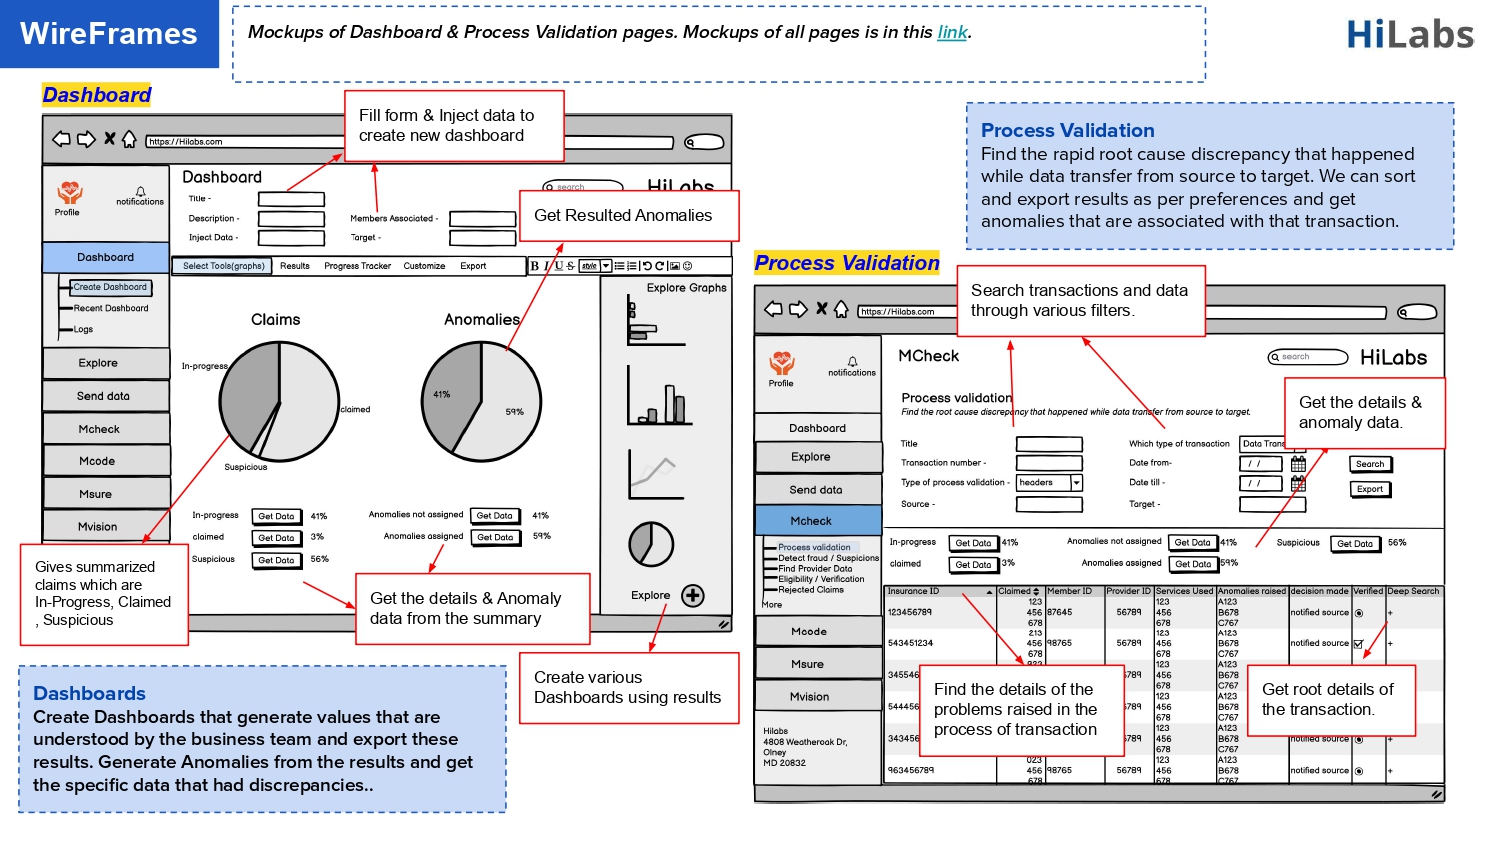 WireFrames
Mockups of Dashboard & Process Validation pages. Mockups of all pages is in this link.
HiLabs
Dashboard
Fill form & Inject data to
create new dashboard
https://Hilabs.com
Profile
notifications
Dashboard
search
HiLabs
Title -
Description -
Members Associated -
Inject Data -
Target -
Get Resulted Anomalies
Dashboard
Create Dashboard
Recent Dashboard
Logs
Explore
Send data
Mcheck
Mcode
Msure
Mvision
Select Tools(graphs)
Results
Progress Tracker
Customize
Export
B I U S style
Explore Graphs
Claims
Anomalies
In-progress
claimed
Suspicious
41%
59%
In-progress Get Data 41%
claimed Get Data 3%
Suspicious Get Data 56%
Anomalies not assigned Get Data 41%
Anomalies assigned Get Data 59%
Explore
Gives summarized
claims which are
In-Progress, Claimed
, Suspicious
Get the details & Anomaly
data from the summary
Create various
Dashboards using results
Dashboards
Create Dashboards that generate values that are
understood by the business team and export these
results. Generate Anomalies from the results and get
the specific data that had discrepancies..
Process Validation
Find the rapid root cause discrepancy that happened
while data transfer from source to target. We can sort
and export results as per preferences and get
anomalies that are associated with that transaction.
Process Validation
Search transactions and data
through various filters.
https://Hilabs.com
Profile
notifications
MCheck
search
HiLabs
Process validation
Find the root cause discrepancy that happened while data transfer from source to target.
Get the details &
anomaly data.
Title
Which type of transaction Data Trans
Transaction number -
Date from- / /
Search
Type of process validation - headers
Date till - / /
Export
Source -
Target -
Dashboard
Explore
Send data
Mcheck
Process validation
Detect fraud / Suspicions
Find Provider Data
Eligibility / Verification
Rejected Claims
More
Mcode
Msure
Mvision
Hilabs
4808 Weatheroak Dr,
Olney
MD 20832
In-progress Get Data 41%
Anomalies not assigned Get Data 41%
Suspicious Get Data 56%
claimed Get Data 3%
Anomalies assigned Get Data 59%
Insurance ID Claimed Member ID Provider ID Services Used Anomalies raised decision made Verified Deep Search
123 123 A123
123456789 456 87645 56789 456 B678 notified source +
678 678 C767
213 123 A123
543451234 456 98765 56789 456 B678 notified source +
678 678 C767
123 A123
345546 789 456 B678
678 C767
123 A123
544456 789 456 B678
678 C767
123 A123
343456 789 456 B678 notified source +
678 C767
023 123 A123
963456789 456 98765 56789 456 B678 notified source +
678 678 C767
Find the details of the
problems raised in the
process of transaction
Get root details of
the transaction.